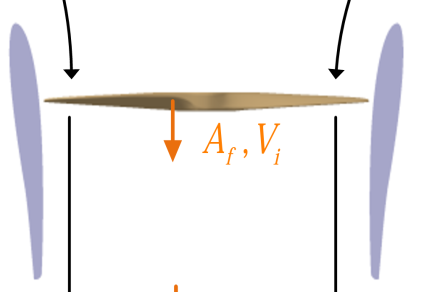 A_f , V_i